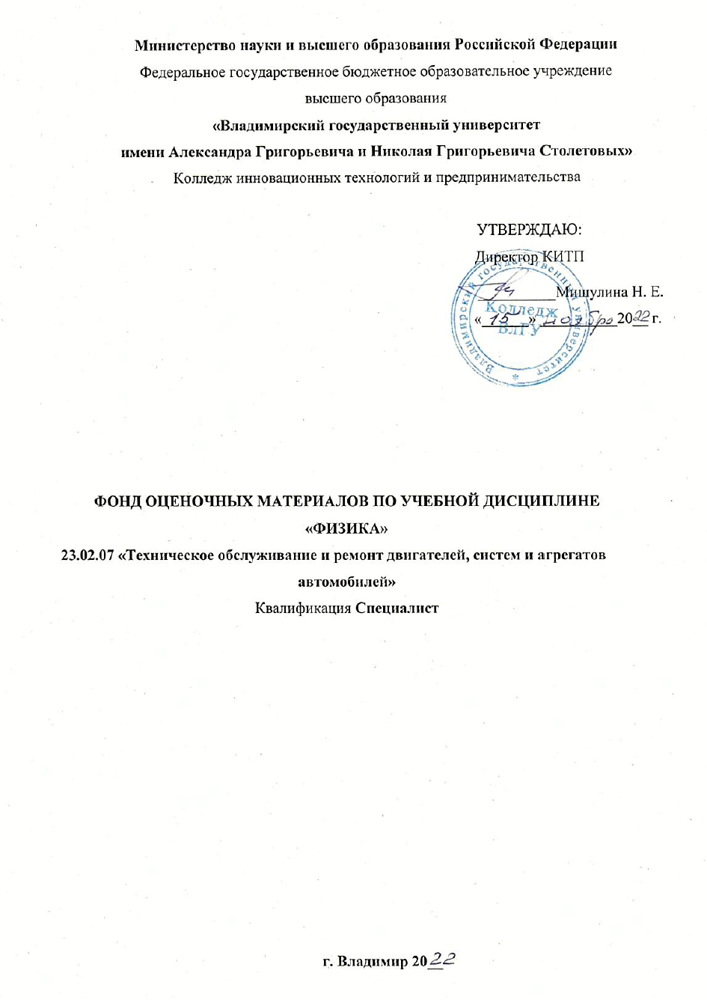 Министерство науки и высшего образования Российской Федерации
Федеральное государственное бюджетное образовательное учреждение
высшего образования
«Владимирский государственный университет
имени Александра Григорьевича и Николая Григорьевича Столетовых»
Колледж инновационных технологий и предпринимательства
УТВЕРЖДАЮ:
Директор КИТП
Мишулина Н. Е.
« 15 » ноября 2022 г.
Владимирский государственный университет *
Колледж
ВлГУ
ФОНД ОЦЕНОЧНЫХ МАТЕРИАЛОВ ПО УЧЕБНОЙ ДИСЦИПЛИНЕ
«ФИЗИКА»
23.02.07 «Техническое обслуживание и ремонт двигателей, систем и агрегатов
автомобилей»
Квалификация Специалист
г. Владимир 2022